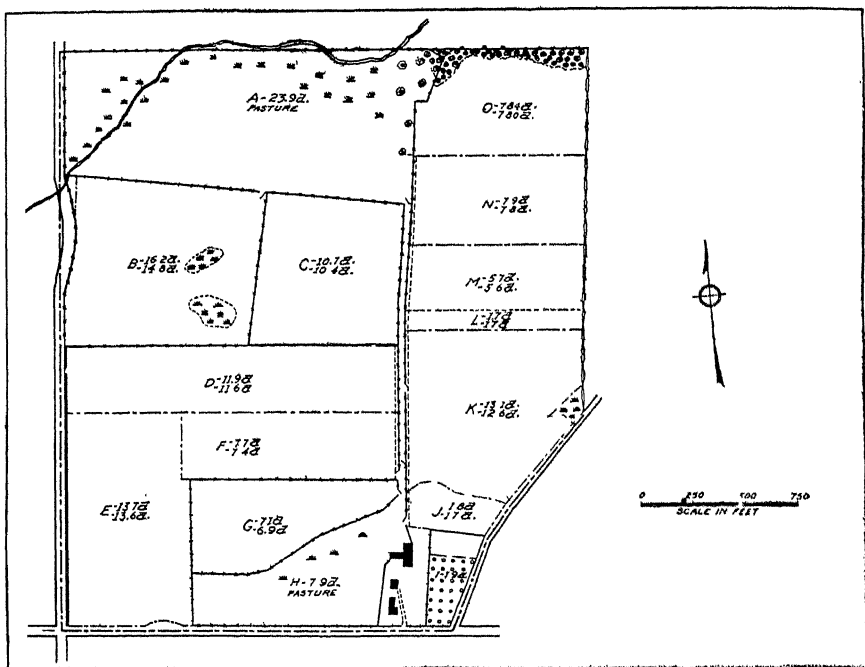 A-23.9a.
PASTURE
O-7.84a.
-7.80a.
N-7.9a
-7.8a.
B-16.2a.
-14.8a.
C-10.7a.
-10.4a.
M-5.7a.
-5.6a.
L-1.7a
-1.7a
D-11.9a
-11.6a
K-13.1a.
-12.6a.
F-7.7a
-7.4a
E-13.7a
-13.6a.
G-7.1a
-6.9a
J-1.8a
-1.7a.
H-7.9a.
PASTURE
I-1.9a
0 250 500 750
SCALE IN FEET